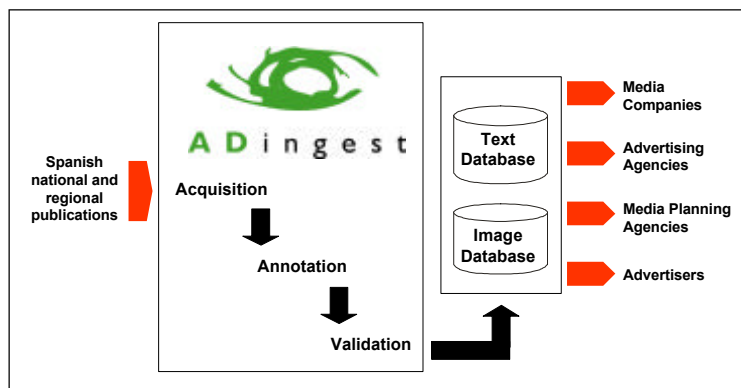 Spanish
national and
regional
publications
ADingest
Acquisition
Annotation
Validation
Text
Database
Image
Database
Media
Companies
Advertising
Agencies
Media Planning
Agencies
Advertisers